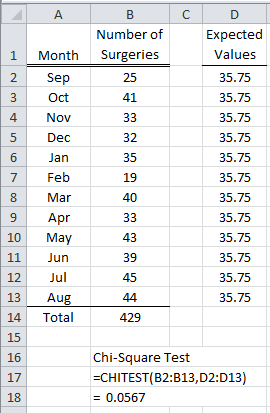 A B C D
1 Month Number of Surgeries Expected Values
2 Sep 25 35.75
3 Oct 41 35.75
4 Nov 33 35.75
5 Dec 32 35.75
6 Jan 35 35.75
7 Feb 19 35.75
8 Mar 40 35.75
9 Apr 33 35.75
10 May 43 35.75
11 Jun 39 35.75
12 Jul 45 35.75
13 Aug 44 35.75
14 Total 429
15
16 Chi-Square Test
17 =CHITEST(B2:B13,D2:D13)
18 = 0.0567